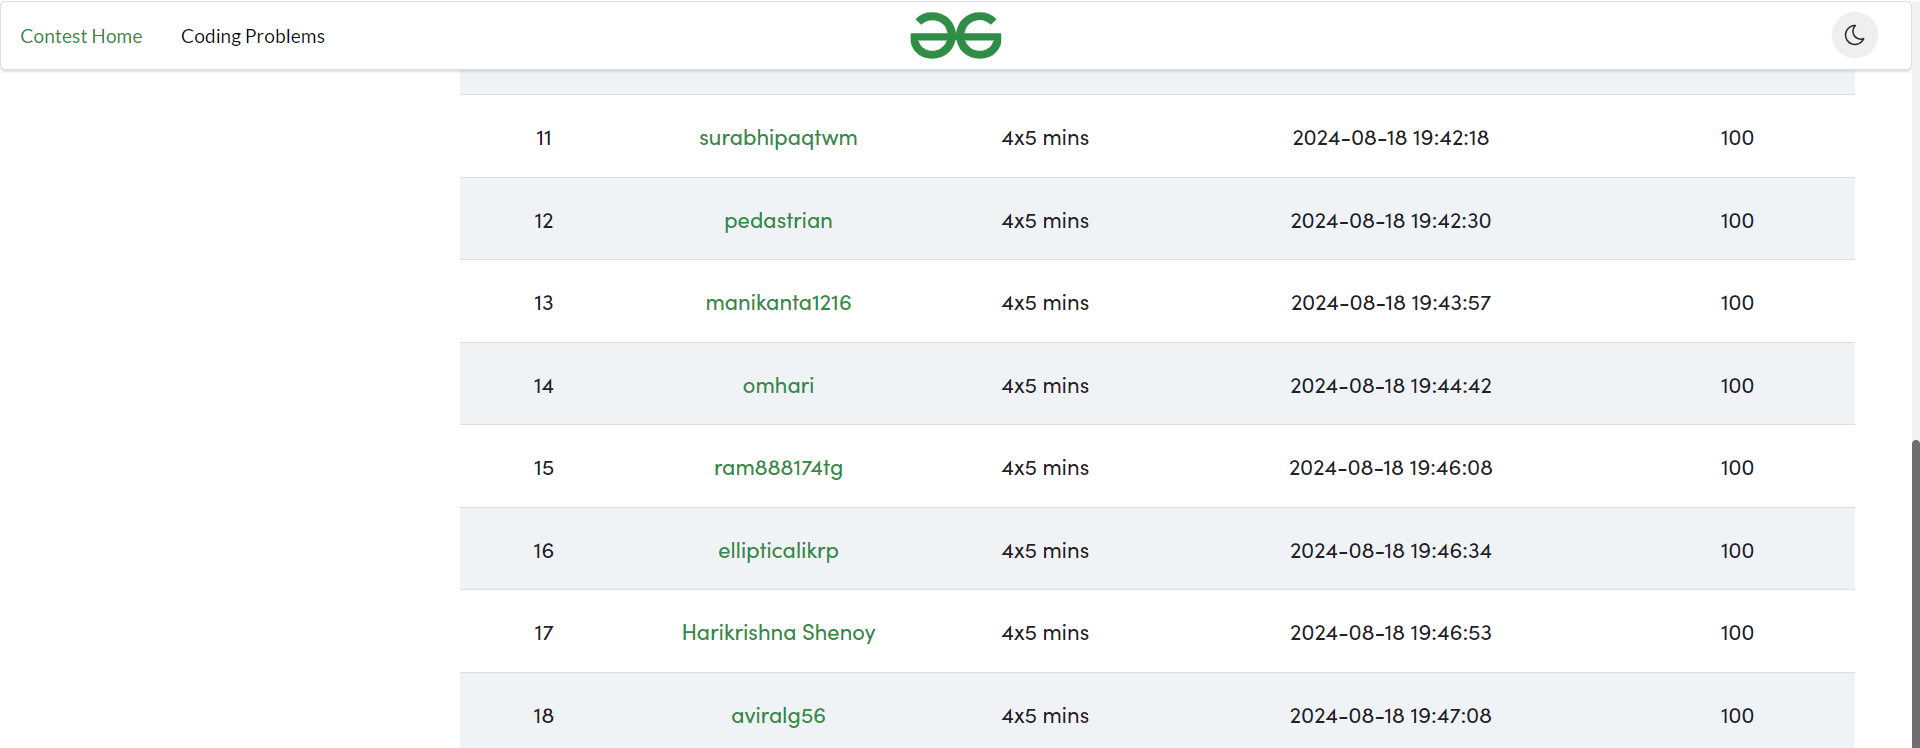 Contest Home Coding Problems
11 surabhipaqtwm 4x5 mins 2024-08-18 19:42:18 100
12 pedastrian 4x5 mins 2024-08-18 19:42:30 100
13 manikanta1216 4x5 mins 2024-08-18 19:43:57 100
14 omhari 4x5 mins 2024-08-18 19:44:42 100
15 ram888174tg 4x5 mins 2024-08-18 19:46:08 100
16 ellipticalikrp 4x5 mins 2024-08-18 19:46:34 100
17 Harikrishna Shenoy 4x5 mins 2024-08-18 19:46:53 100
18 aviralg56 4x5 mins 2024-08-18 19:47:08 100